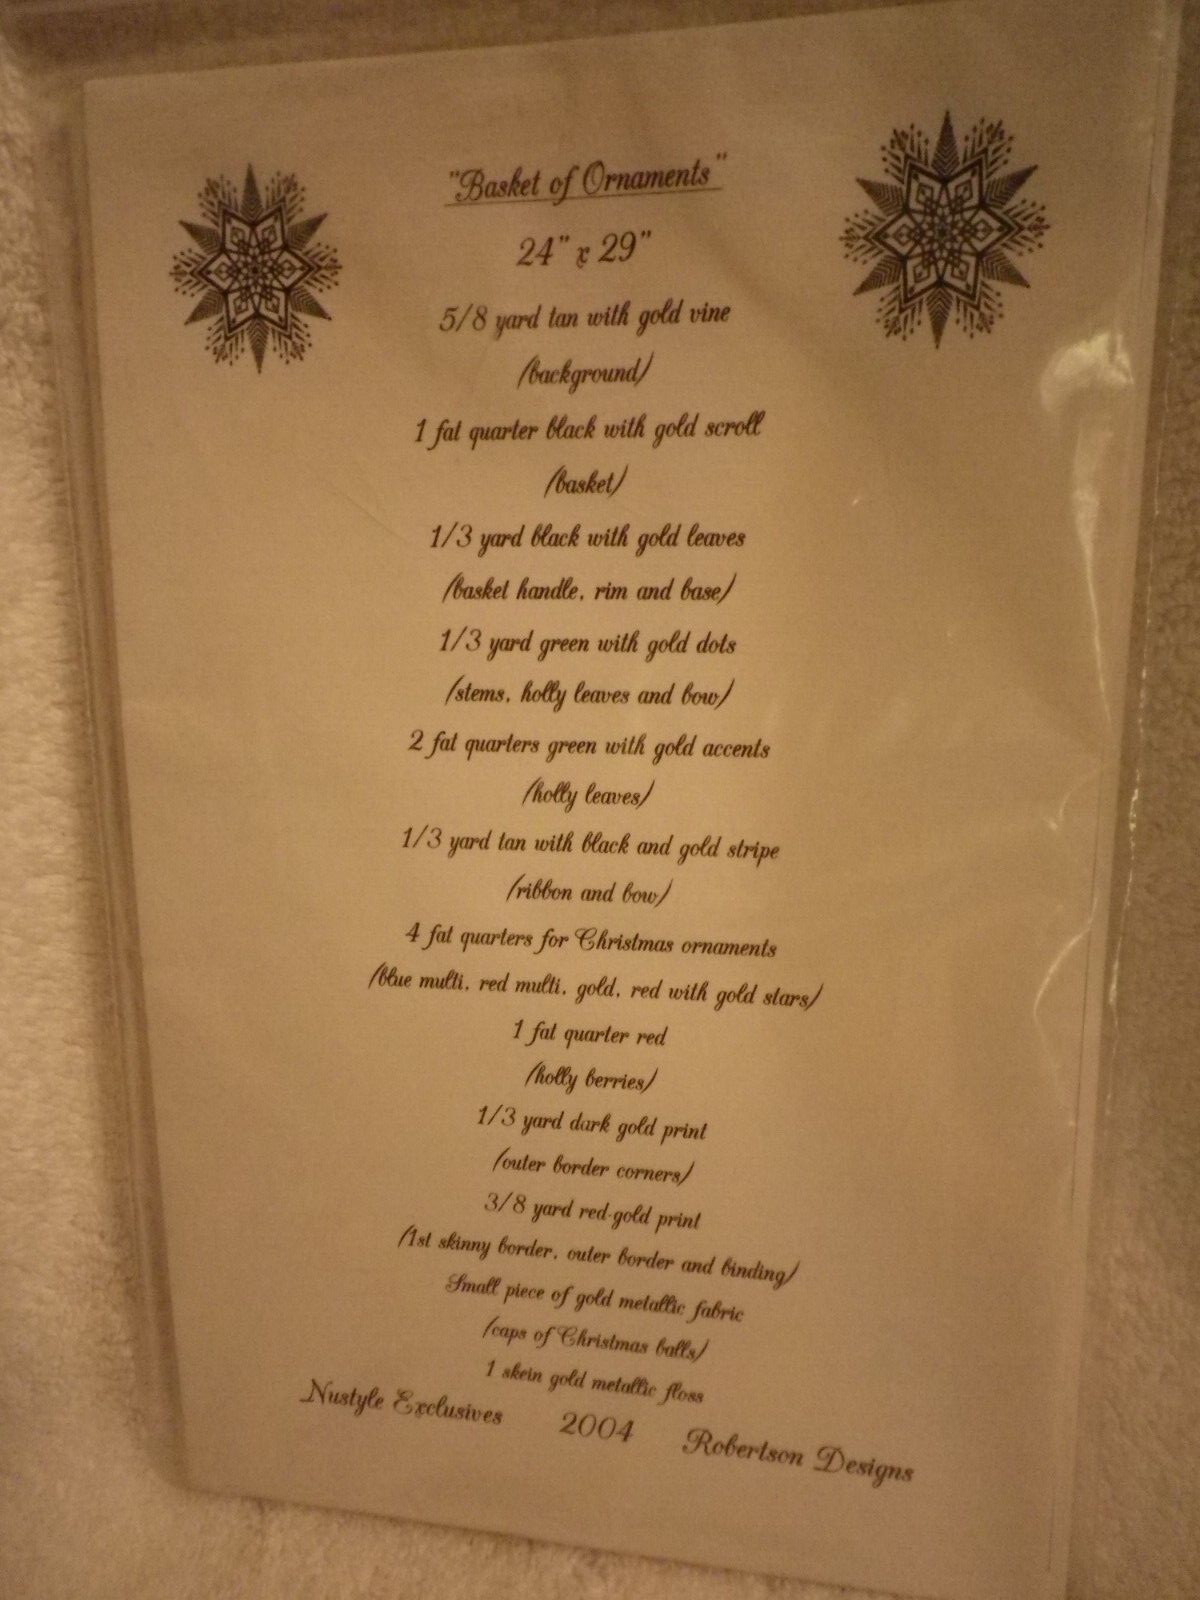 "Basket of Ornaments"
24" x 29"
5/8 yard tan with gold vine
(background)
1 fat quarter black with gold scroll
(basket)
1/3 yard black with gold leaves
(basket handle, rim and base)
1/3 yard green with gold dots
(stems, holly leaves and bow)
2 fat quarters green with gold accents
(holly leaves)
1/3 yard tan with black and gold stripe
(ribbon and bow)
4 fat quarters for Christmas ornaments
(blue multi, red multi, gold, red with gold stars)
1 fat quarter red
(holly berries)
1/3 yard dark gold print
(outer border corners)
3/8 yard red-gold print
(1st skinny border, outer border and binding)
Small piece of gold metallic fabric
(caps of Christmas balls)
1 skein gold metallic floss
Nustyle Exclusives 2004 Robertson Designs